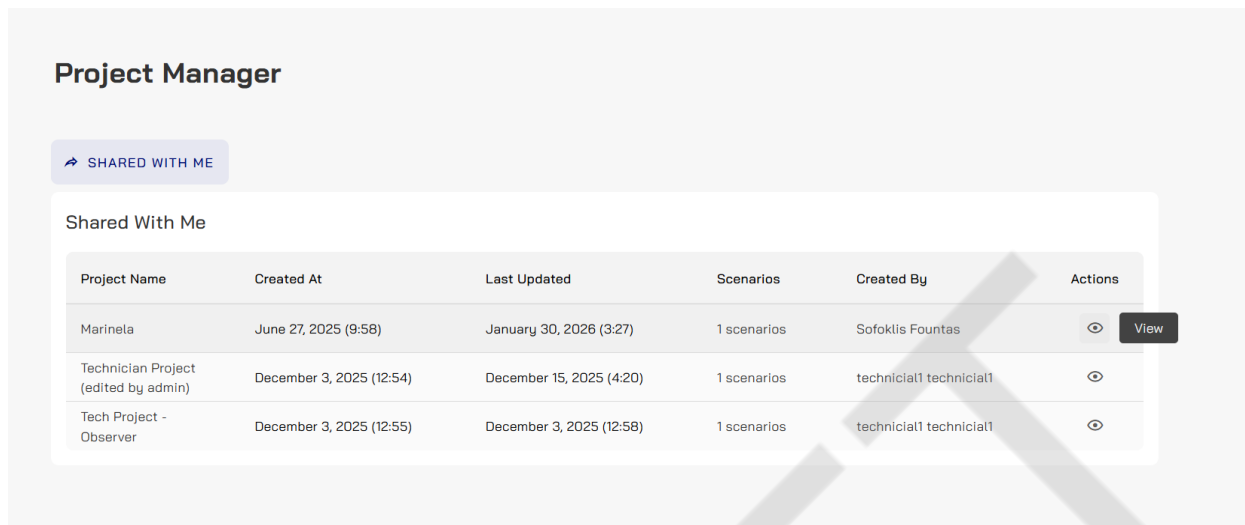 Project Manager
SHARED WITH ME
Shared With Me
Project Name Created At Last Updated Scenarios Created By Actions
Marinela June 27, 2025 (9:58) January 30, 2026 (3:27) 1 scenarios Sofoklis Fountas View
Technician Project
(edited by admin) December 3, 2025 (12:54) December 15, 2025 (4:20) 1 scenarios technicial1 technicial1
Tech Project -
Observer December 3, 2025 (12:55) December 3, 2025 (12:58) 1 scenarios technicial1 technicial1